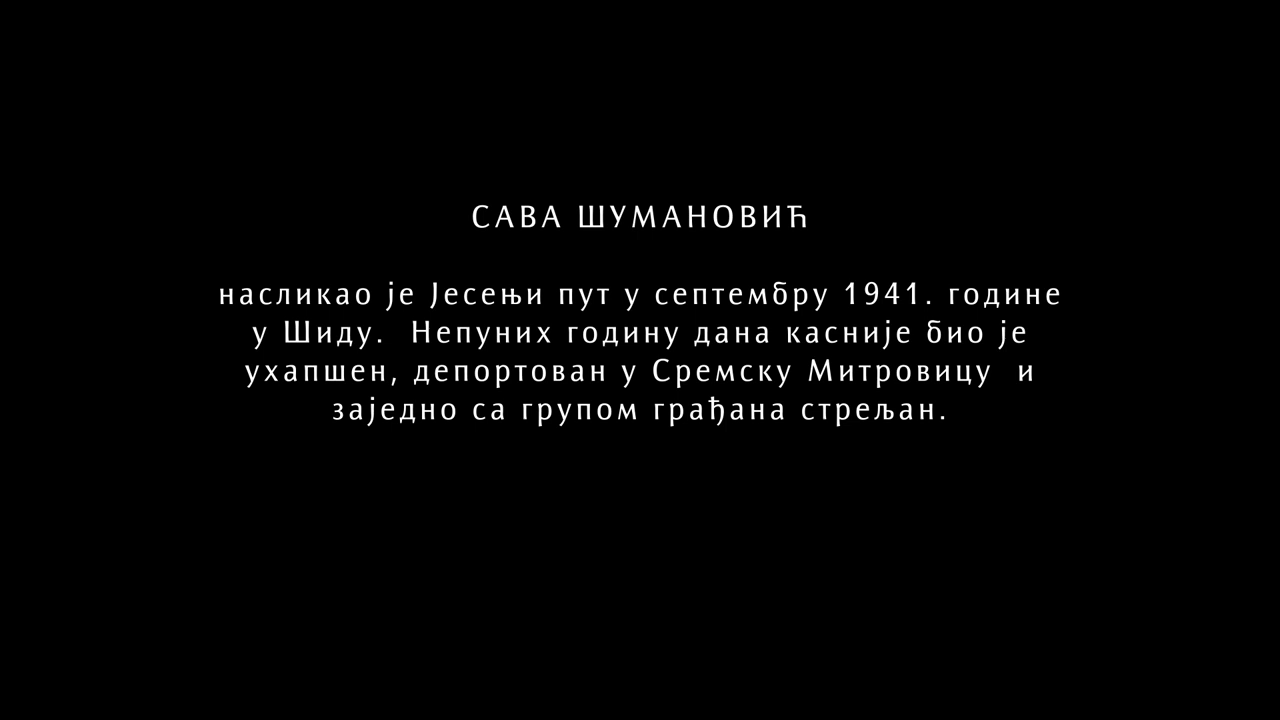 САВА ШУМАНОВИЋ
насликао је Јесењи пут у септембру 1941. године
у Шиду. Непуних годину дана касније био је
ухапшен, депортован у Сремску Митровицу и
заједно са групом грађана стрељан.